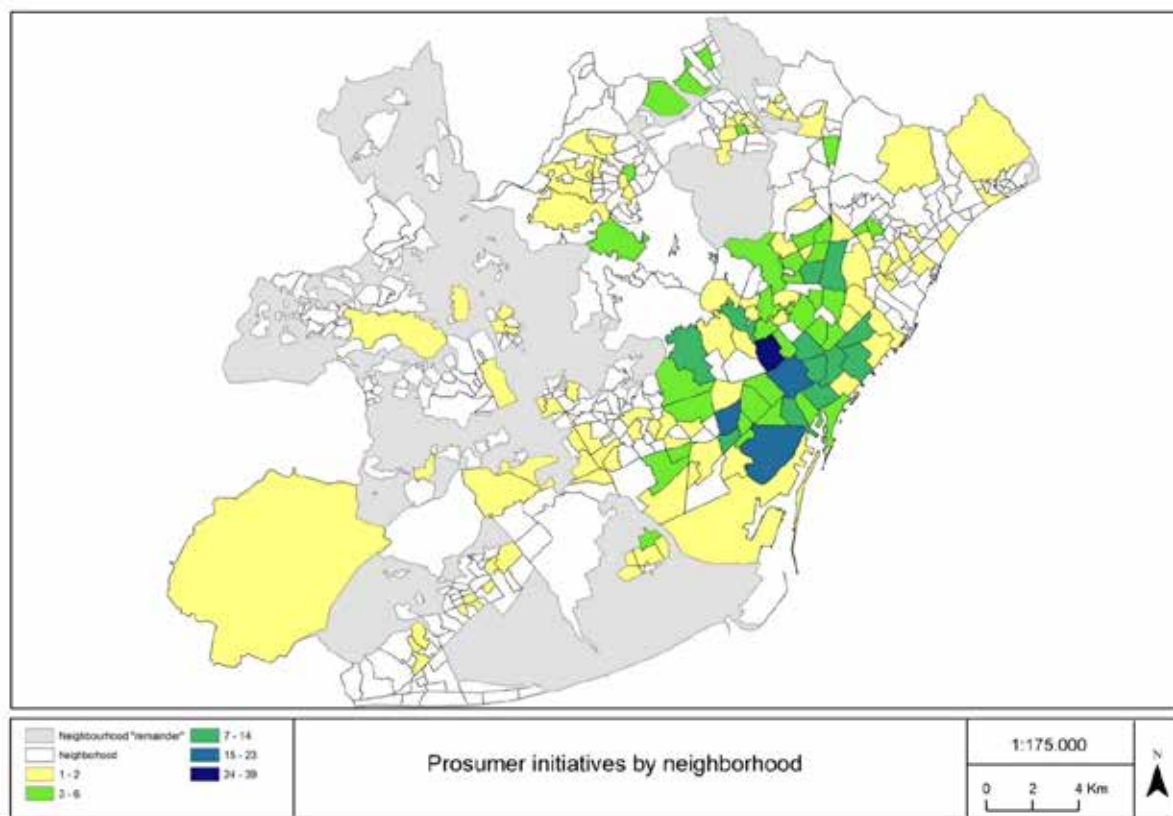 Neighbourhood "remainder"
Neighborhood
1 - 2
3 - 6
7 - 14
15 - 23
24 - 39
Prosumer initiatives by neighborhood
1:175.000
0 2 4 Km
N